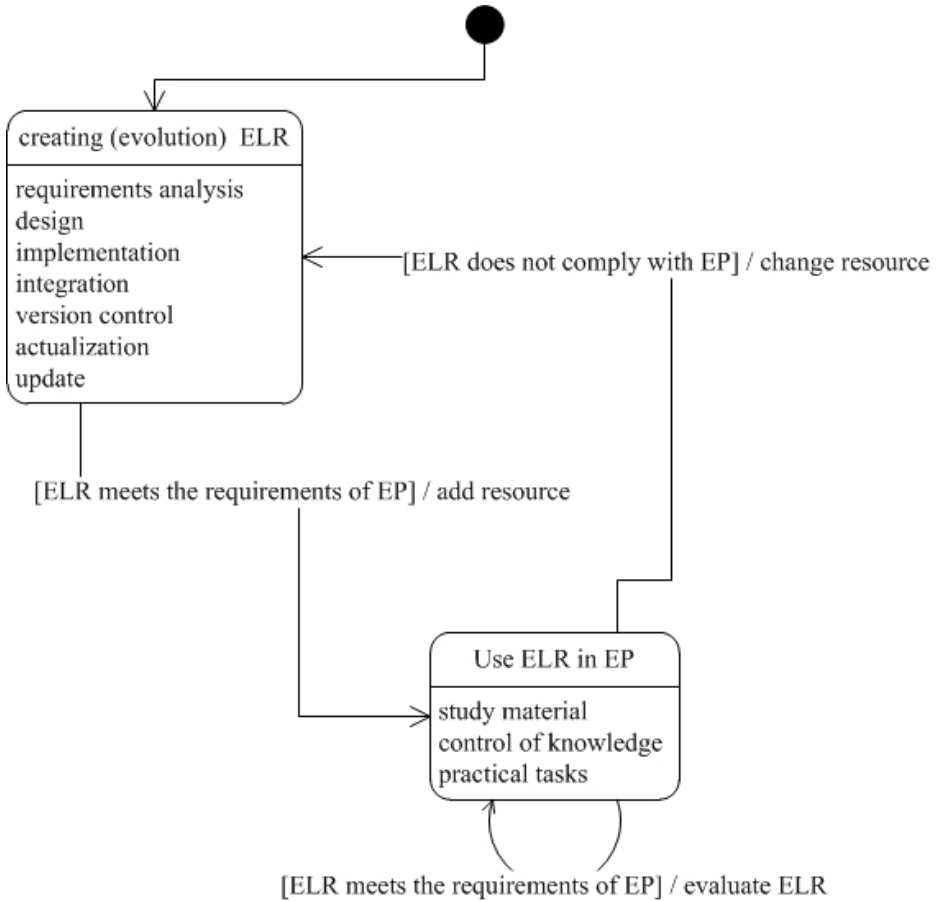 creating (evolution) ELR
requirements analysis
design
implementation
integration
version control
actualization
update
[ELR does not comply with EP] / change resource
[ELR meets the requirements of EP] / add resource
Use ELR in EP
study material
control of knowledge
practical tasks
[ELR meets the requirements of EP] / evaluate ELR